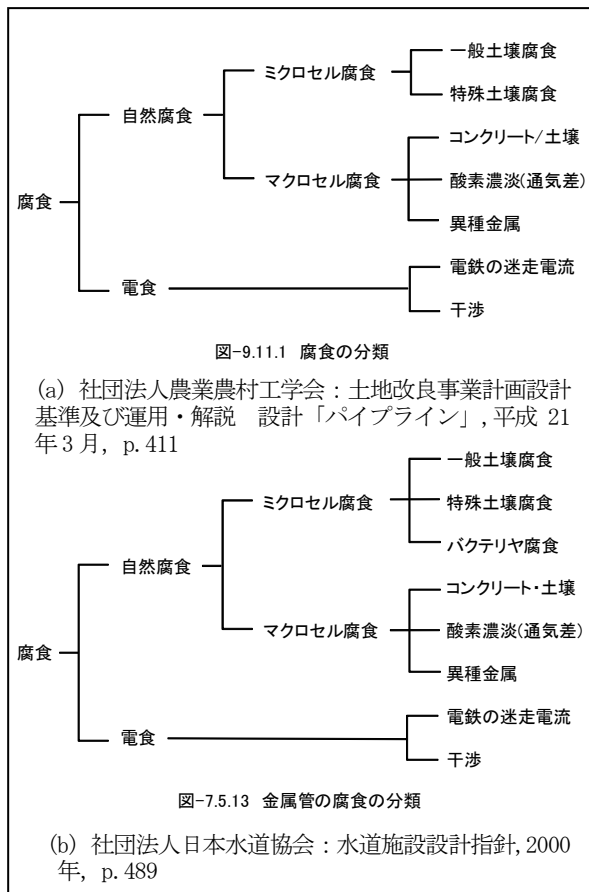 一般土壌腐食
ミクロセル腐食
特殊土壌腐食
自然腐食
コンクリート/土壌
マクロセル腐食
酸素濃淡(通気差)
腐食
異種金属
電鉄の迷走電流
電食
干渉
図-9.11.1 腐食の分類
(a) 社団法人農業農村工学会：土地改良事業計画設計
基準及び運用・解説　設計「パイプライン」,平成 21
年3月, p.411
一般土壌腐食
ミクロセル腐食
特殊土壌腐食
バクテリヤ腐食
自然腐食
コンクリート・土壌
マクロセル腐食
酸素濃淡(通気差)
腐食
異種金属
電鉄の迷走電流
電食
干渉
図-7.5.13 金属管の腐食の分類
(b) 社団法人日本水道協会：水道施設設計指針,2000
年, p.489